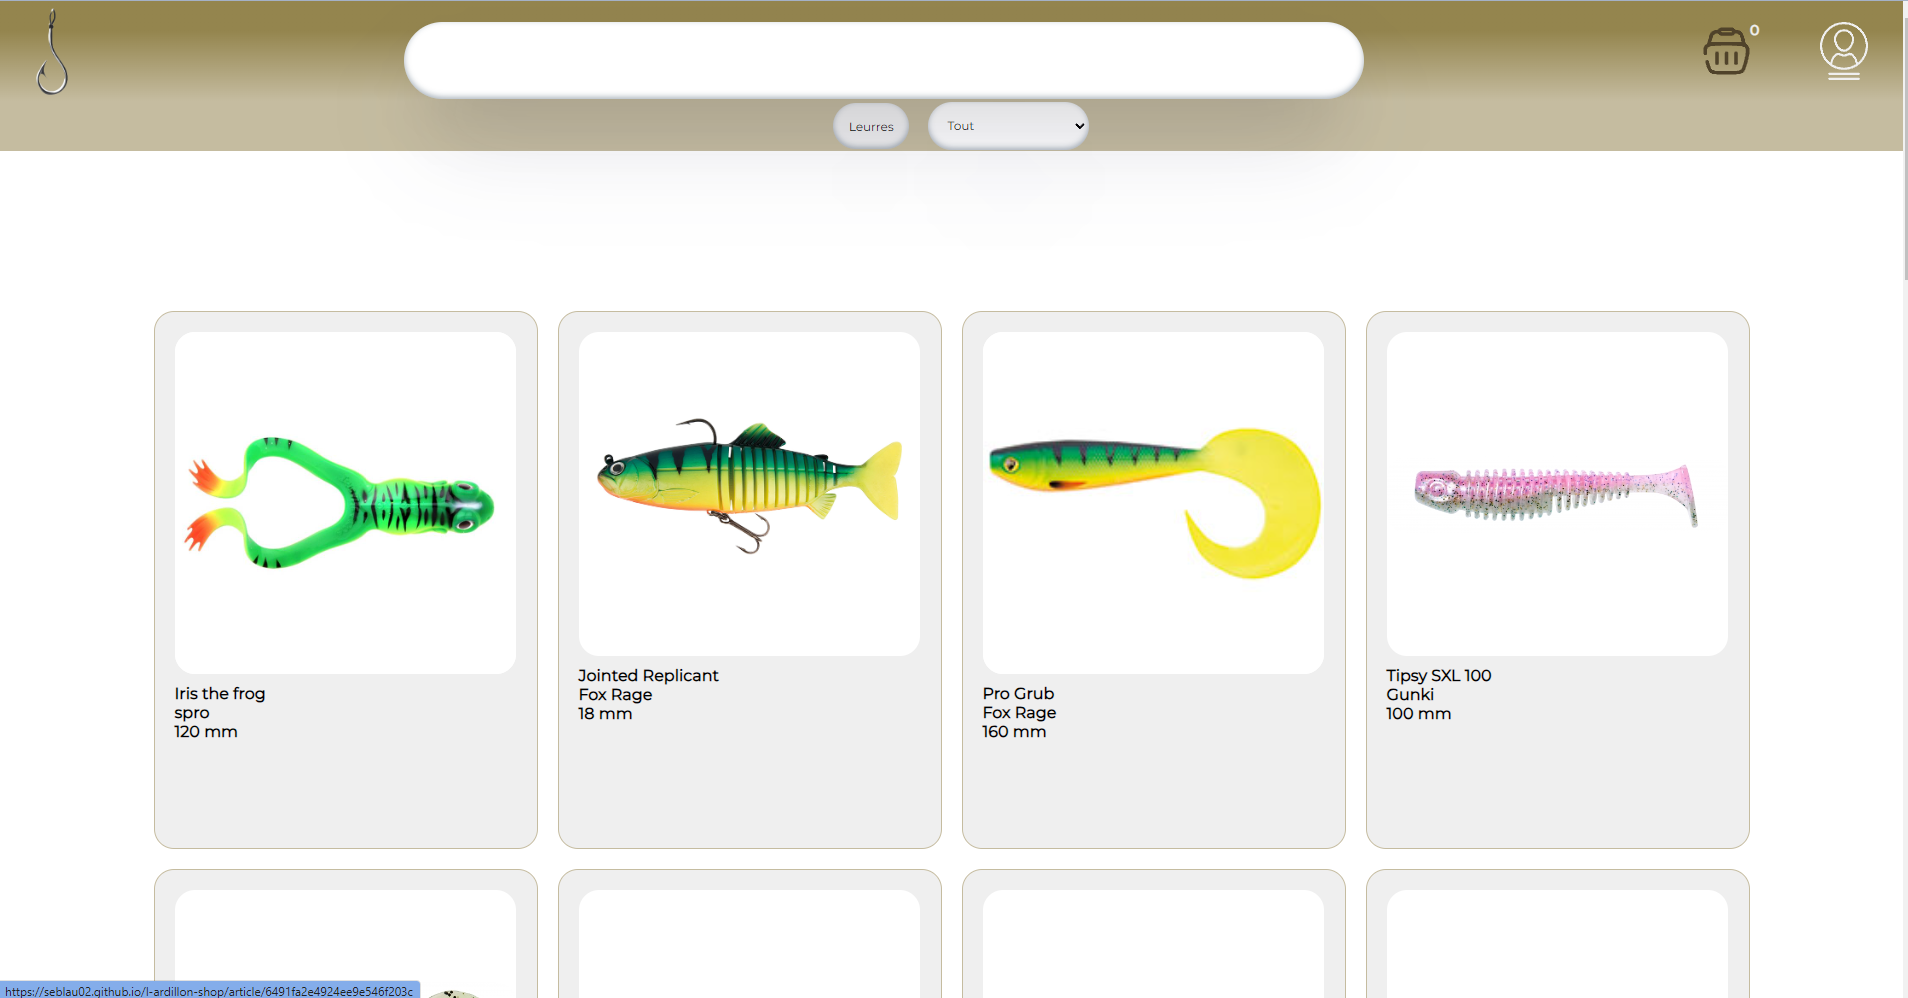 0
Leurres
Tout
Iris the frog
spro
120 mm
Jointed Replicant
Fox Rage
18 mm
Pro Grub
Fox Rage
160 mm
Tipsy SXL 100
Gunki
100 mm
https://seblau02.github.io/l-ardillon-shop/article/6491fa2e4924ee9e546f203c